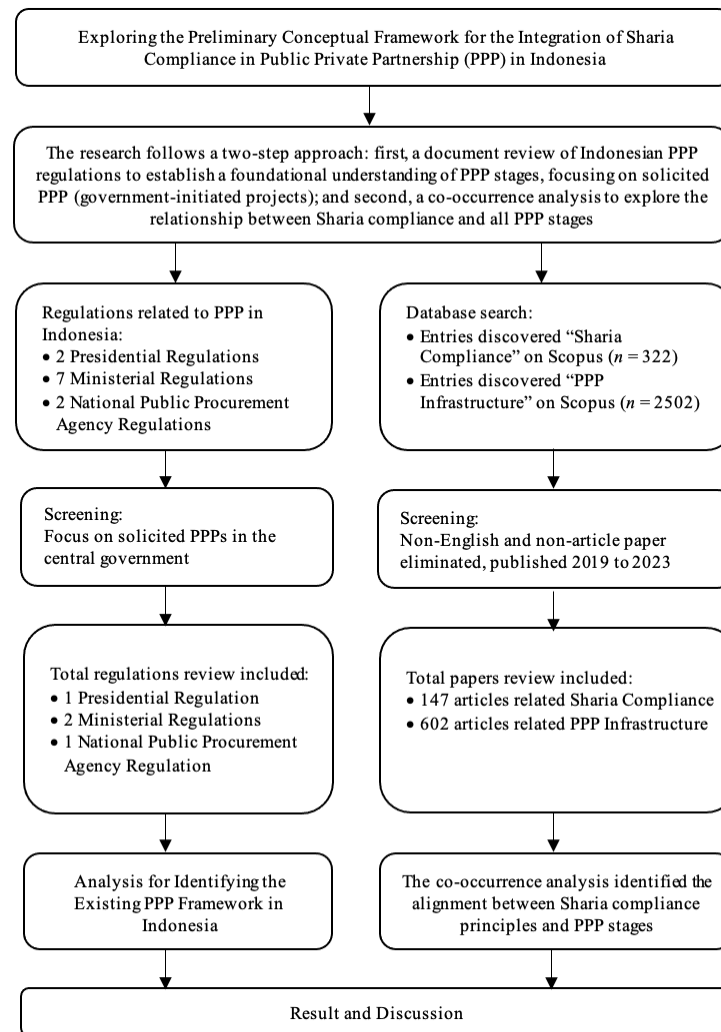 Exploring the Preliminary Conceptual Framework for the Integration of Sharia
Compliance in Public Private Partnership (PPP) in Indonesia
The research follows a two-step approach: first, a document review of Indonesian PPP
regulations to establish a foundational understanding of PPP stages, focusing on solicited
PPP (government-initiated projects); and second, a co-occurrence analysis to explore the
relationship between Sharia compliance and all PPP stages
Regulations related to PPP in
Indonesia:
• 2 Presidential Regulations
• 7 Ministerial Regulations
• 2 National Public Procurement
Agency Regulations
Database search:
• Entries discovered “Sharia
Compliance” on Scopus (n = 322)
• Entries discovered “PPP
Infrastructure” on Scopus (n = 2502)
Screening:
Focus on solicited PPPs in the
central government
Screening:
Non-English and non-article paper
eliminated, published 2019 to 2023
Total regulations review included:
• 1 Presidential Regulation
• 2 Ministerial Regulations
• 1 National Public Procurement
Agency Regulation
Total papers review included:
• 147 articles related Sharia Compliance
• 602 articles related PPP Infrastructure
Analysis for Identifying the
Existing PPP Framework in
Indonesia
The co-occurrence analysis identified the
alignment between Sharia compliance
principles and PPP stages
Result and Discussion